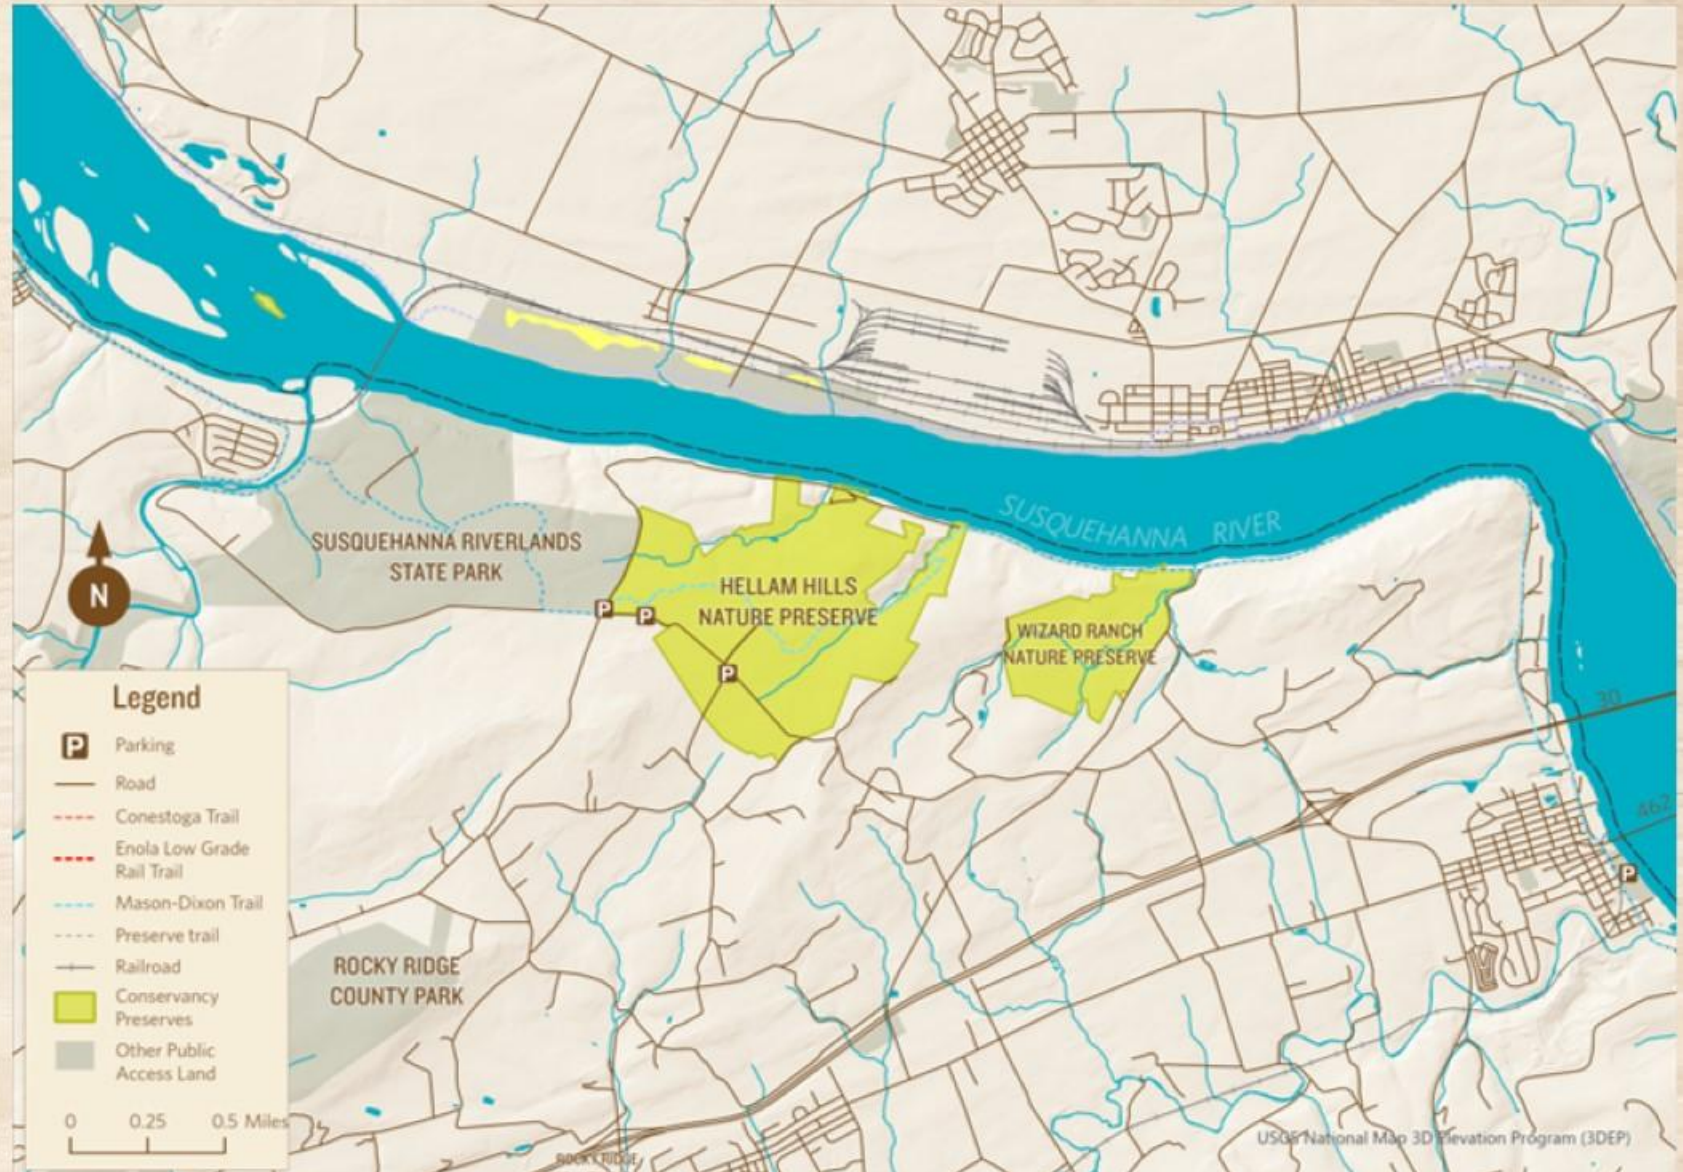 SUSQUEHANNA RIVER
SUSQUEHANNA RIVERLANDS
STATE PARK
HELLAM HILLS
NATURE PRESERVE
WIZARD RANCH
NATURE PRESERVE
P
P
P
N
30
462
P
ROCKY RIDGE
COUNTY PARK
Legend
P Parking
Road
Conestoga Trail
Enola Low Grade
Rail Trail
Mason-Dixon Trail
Preserve trail
Railroad
Conservancy
Preserves
Other Public
Access Land
0 0.25 0.5 Miles
USGS National Map 3D Elevation Program (3DEP)
ROCKY RIDGE